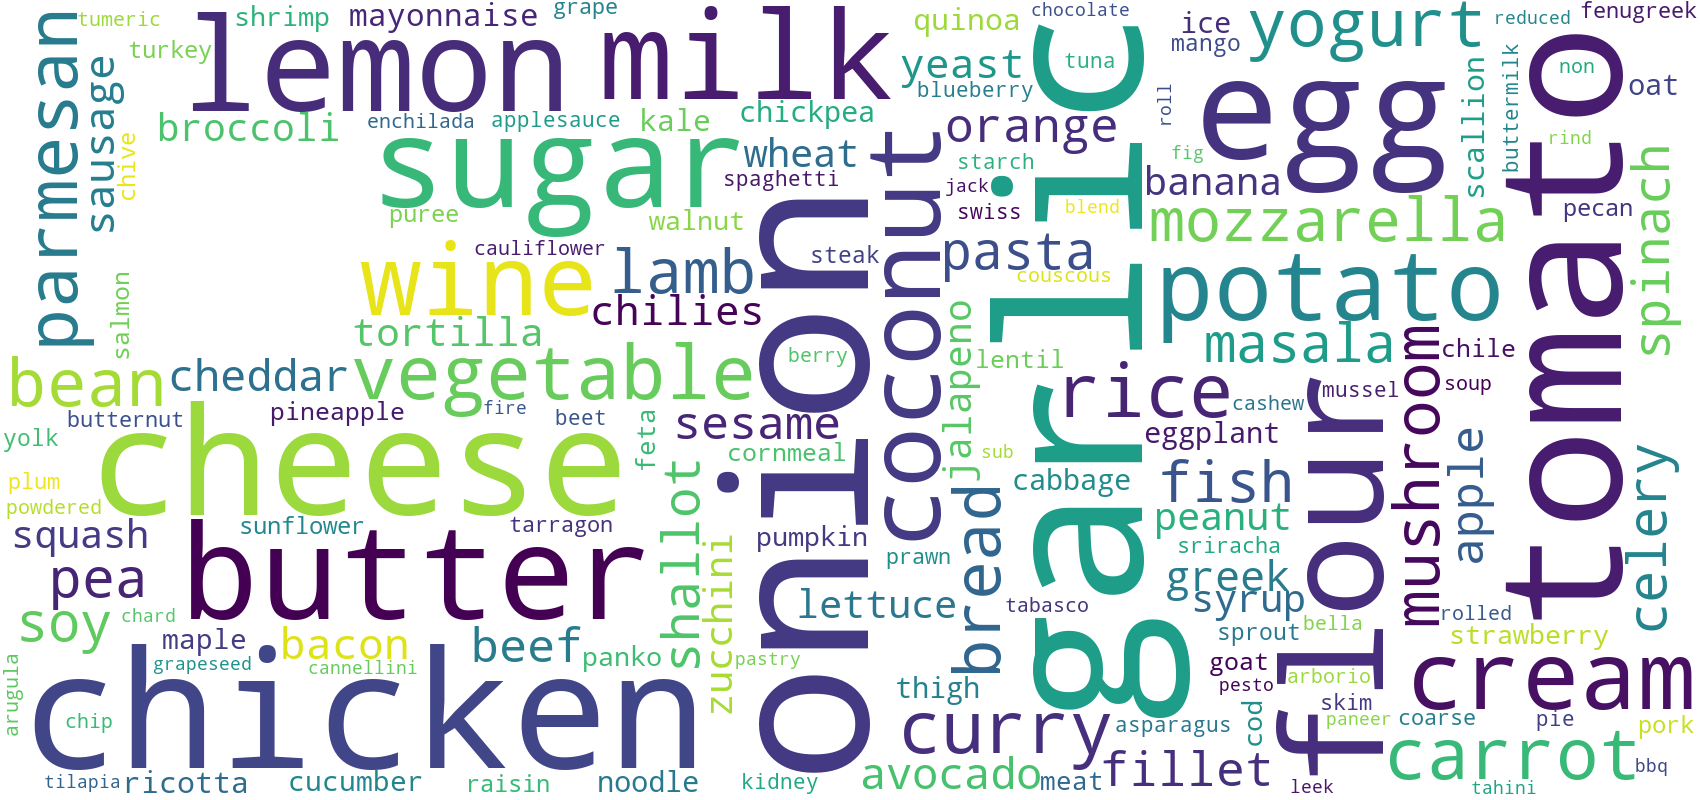 tumeric
shrimp
mayonnaise
grape
turkey
parmesan
sausage
lemon
milk
quinoa
chocolate
ice
mango
yogurt
reduced
fenugreek
yeast
blueberry
tuna
roll
egg
scallion
buttermilk
non
oat
broccoli
enchilada
applesauce
kale
chickpea
orange
chive
sugar
wheat
spaghetti
starch
jack
swiss
blend
fig
banana
rind
pecan
spinach
puree
walnut
coconut
garlic
mozzarella
tomato
cauliflower
steak
pasta
couscous
wine
lamb
chilies
onion
potato
salmon
tortilla
berry
jalapeno
lentil
masala
chile
bean
cheddar
vegetable
rice
cashew
mussel
soup
mushroom
butternut
pineapple
fire
beet
feta
sesame
eggplant
yolk
cheese
cornmeal
sub
cabbage
fish
apple
celery
plum
powdered
shallot
bread
peanut
flour
squash
sunflower
tarragon
pumpkin
sriracha
butter
zucchini
prawn
greek
pea
syrup
lettuce
tabasco
soy
chard
sprout
bella
rolled
strawberry
maple
bacon
beef
panko
pastry
goat
grapeseed
cannellini
pesto
arborio
cream
arugula
chicken
thigh
skim
chip
curry
asparagus
cod
paneer
coarse
pie
pork
carrot
tilapia
ricotta
cucumber
raisin
noodle
kidney
avocado
meat
fillet
leek
tahini
bbq